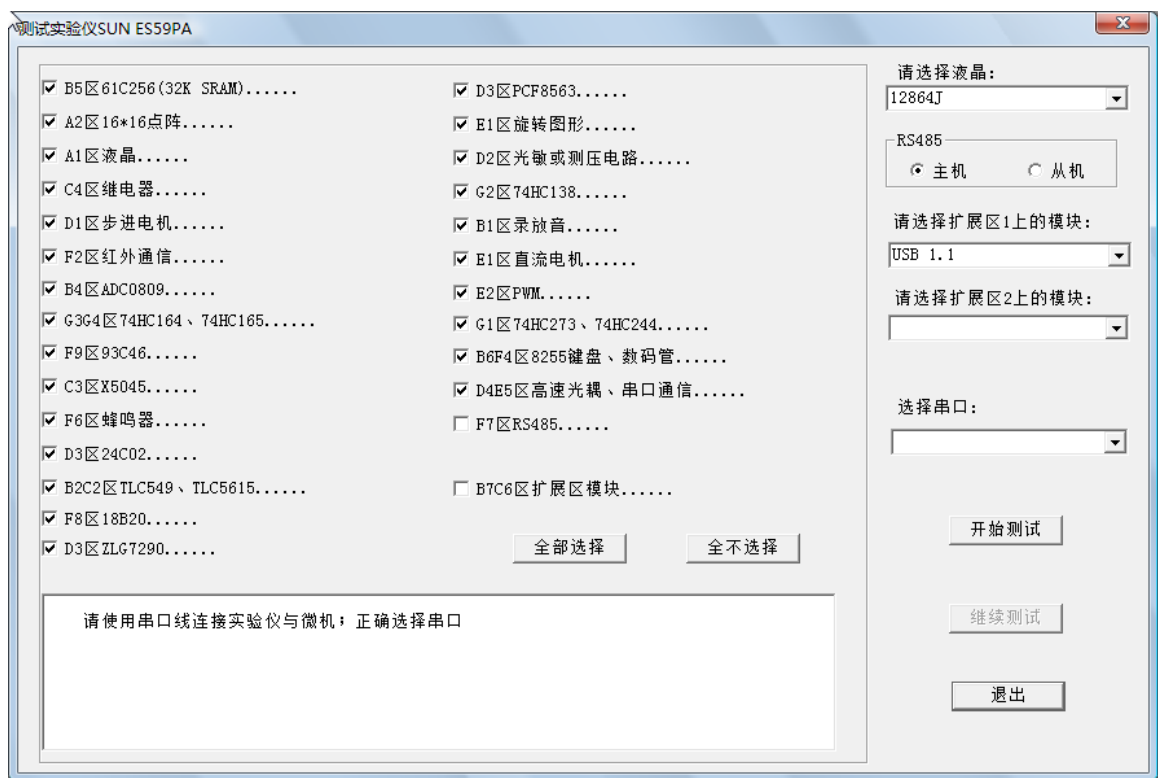 测试实验仪SUN ES59PA
B5区61C256(32K SRAM)......
A2区16*16点阵......
A1区液晶......
C4区继电器......
D1区步进电机......
F2区红外通信......
B4区ADC0809......
G3G4区74HC164、74HC165......
F9区93C46......
C3区X5045......
F6区蜂鸣器......
D3区24C02......
B2C2区TLC549、TLC5615......
F8区18B20......
D3区ZLG7290......
D3区PCF8563......
E1区旋转图形......
D2区光敏或测压电路......
G2区74HC138......
B1区录放音......
E1区直流电机......
E2区PWM......
G1区74HC273、74HC244......
B6F4区8255键盘、数码管......
D4E5区高速光耦、串口通信......
F7区RS485......
B7C6区扩展区模块......
全部选择
全不选择
请使用串口线连接实验仪与微机；正确选择串口
请选择液晶:
12864J
RS485
主机 从机
请选择扩展区1上的模块:
USB 1.1
请选择扩展区2上的模块:
选择串口:
开始测试
继续测试
退出